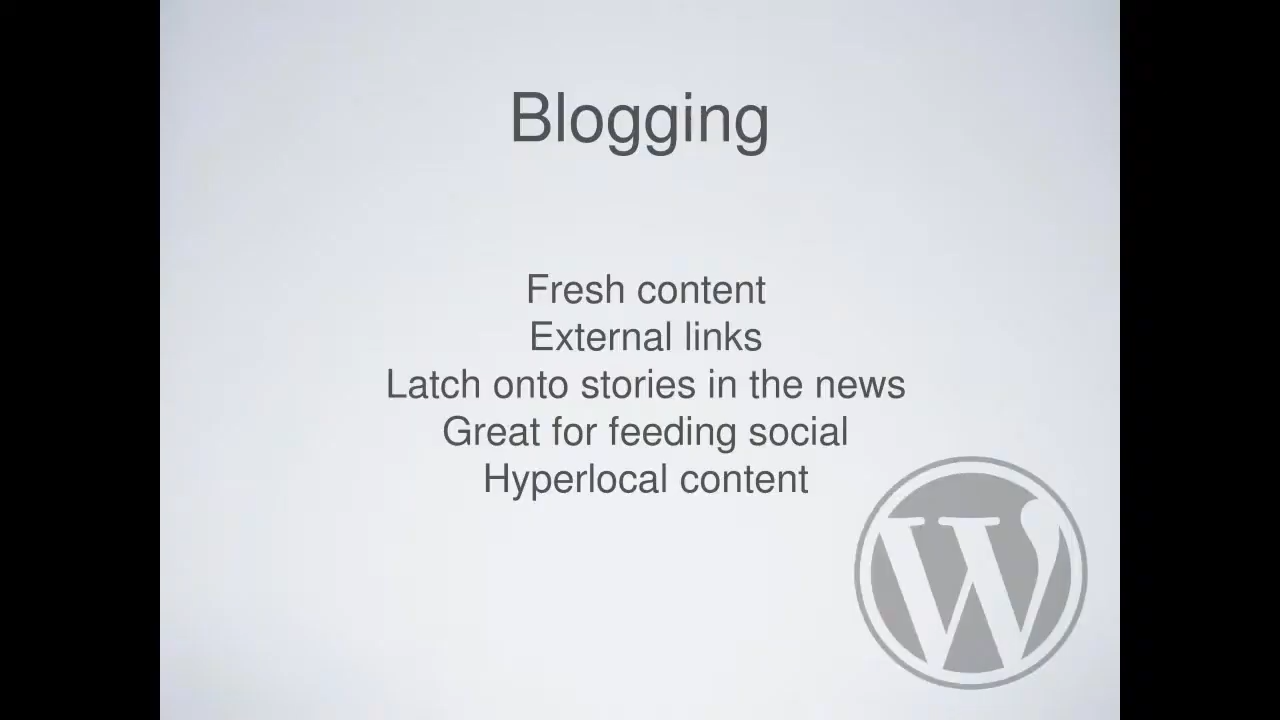 Blogging
Fresh content
External links
Latch onto stories in the news
Great for feeding social
Hyperlocal content